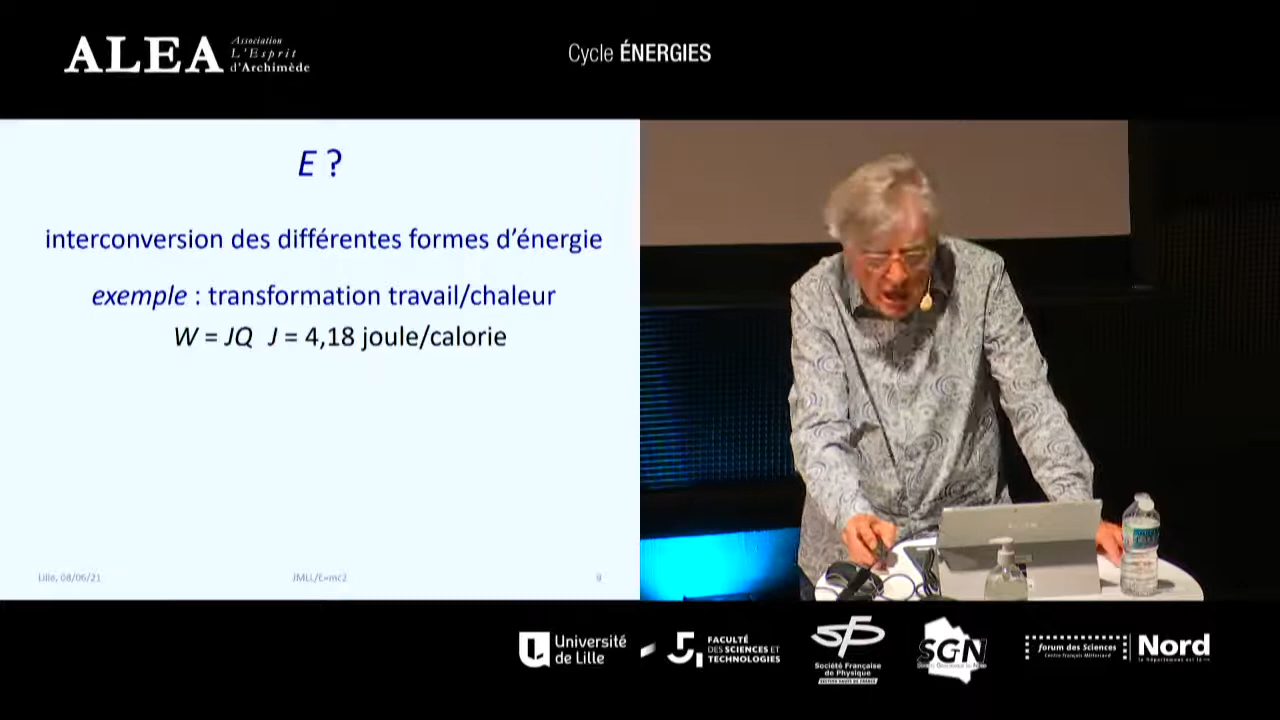 ALEA
Association
L'Esprit
d'Archimède
Cycle ÉNERGIES
E ?
interconversion des différentes formes d'énergie
exemple : transformation travail/chaleur
W = JQ J = 4,18 joule/calorie
Lille, 08/06/21
JMLL/E=mc2
9
Université
de Lille
FACULTÉ
DES SCIENCES ET
TECHNOLOGIES
sfp
Société Française
de Physique
SGN
forum des Sciences
Nord